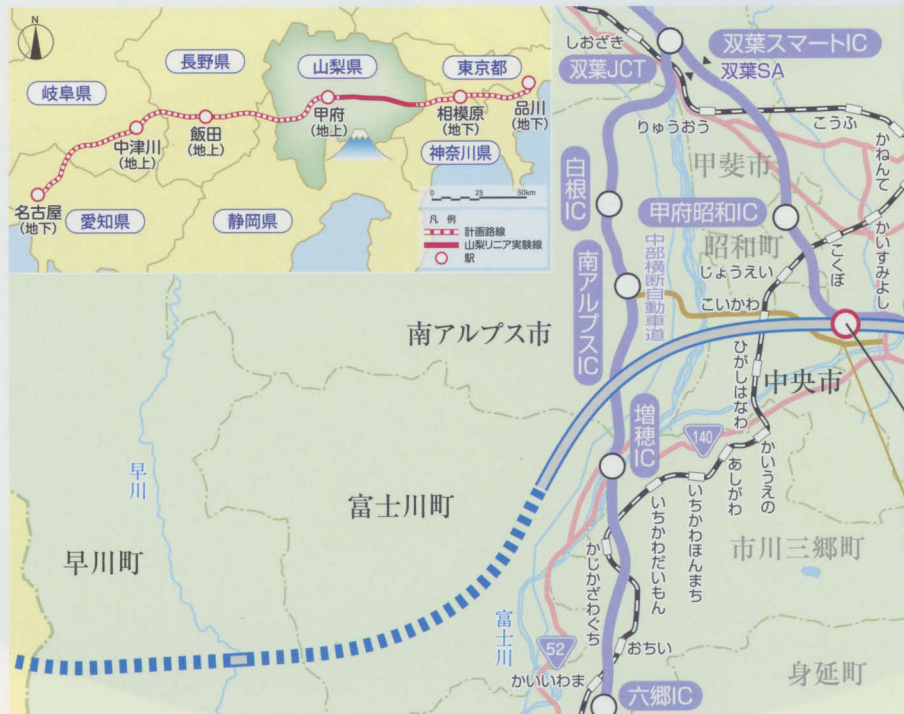 N
岐阜県
長野県
山梨県
東京都
神奈川県
愛知県
静岡県
名古屋
(地下)
中津川
(地上)
飯田
(地上)
甲府
(地上)
相模原
(地下)
品川
(地下)
0 25 50km
凡 例
計画路線
山梨リニア実験線
駅
しおざき
双葉JCT
双葉スマートIC
双葉SA
りゅうおう
こうふ
かねんて
甲斐市
白根IC
甲府昭和IC
昭和町
かいすみよし
こくぼ
じょうえい
中部横断自動車道
南アルプスIC
こいかわ
南アルプス市
ひがしはなわ
中央市
増穂IC
140
かいうえの
あしがわ
いちかわほんまち
いちかわだいもん
早川
富士川町
早川町
市川三郷町
かじかざわぐち
富士川
52
おちい
かいいわま
六郷IC
身延町